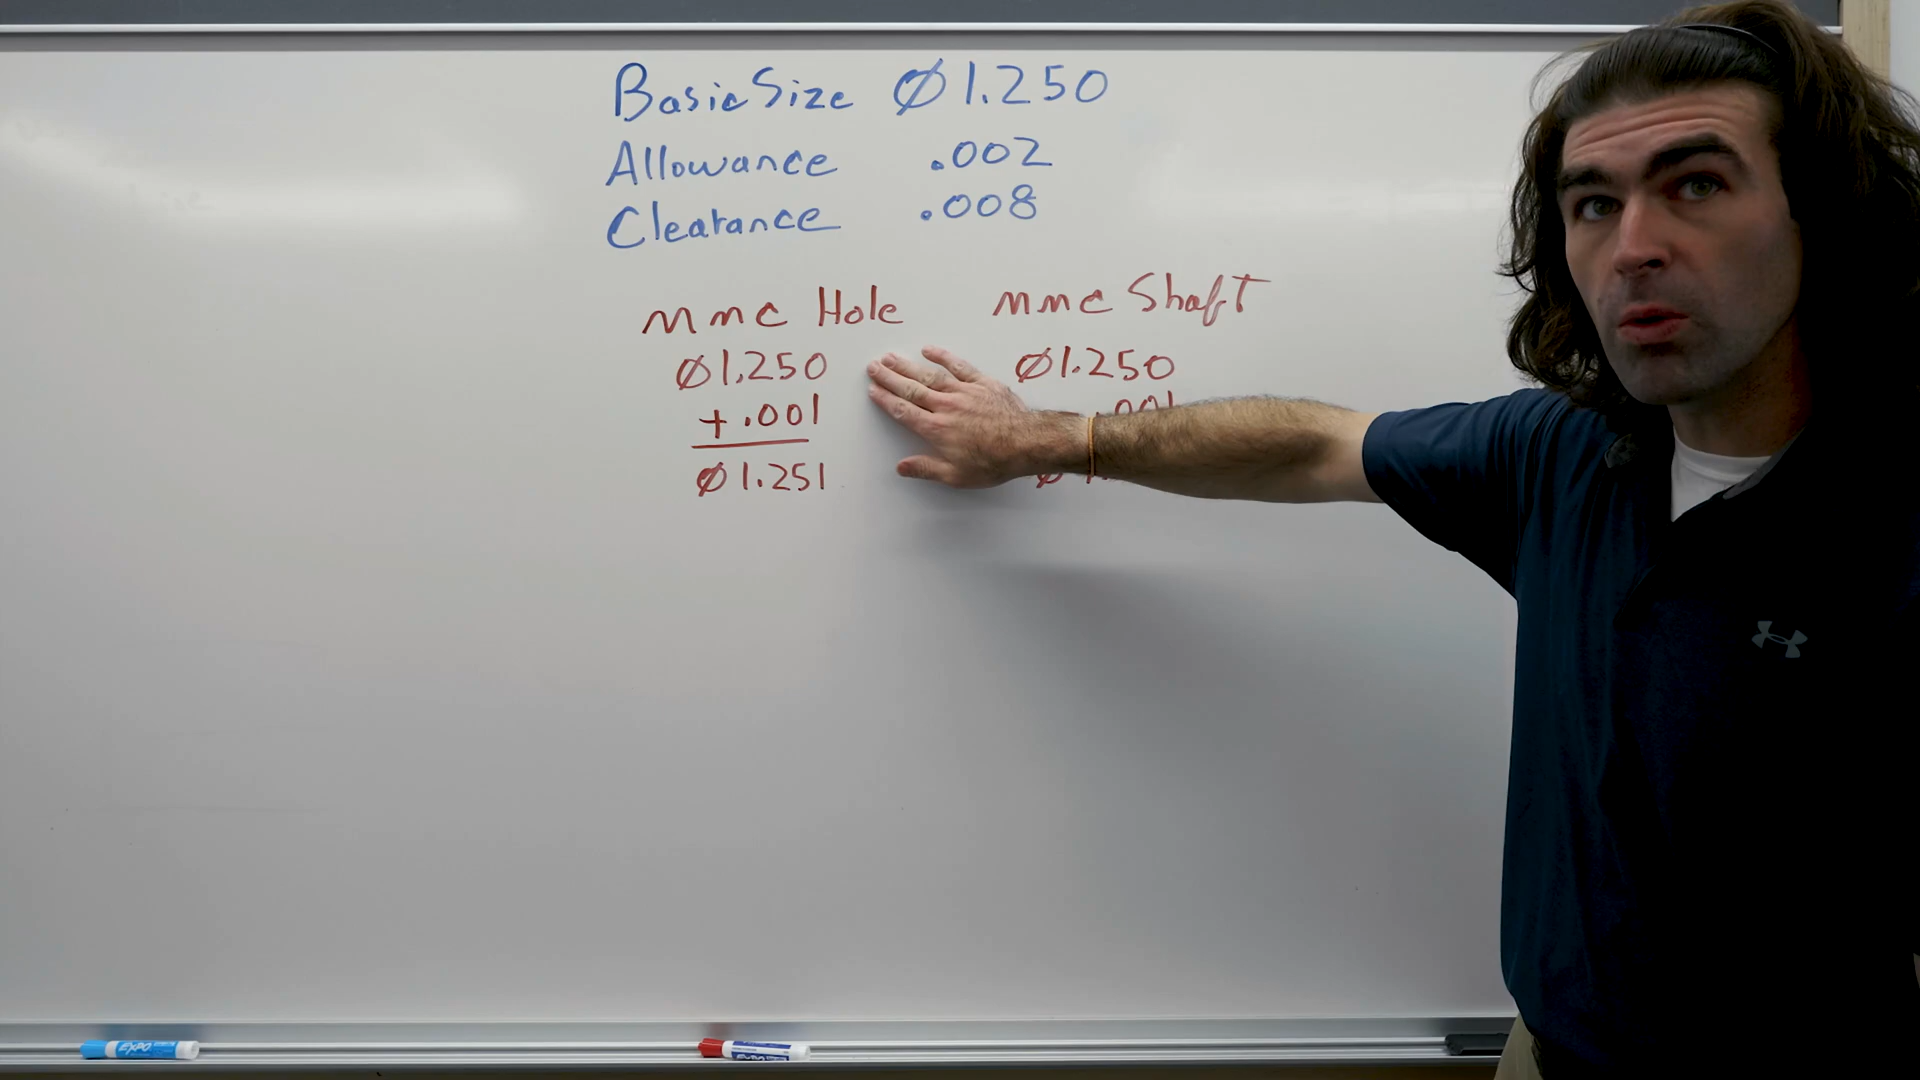 Basic Size Ø1.250
Allowance .002
Clearance .008
MMC Hole MMC Shaft
Ø1.250 Ø1.250
+.001 .001
Ø1.251
EXPO
EXPO